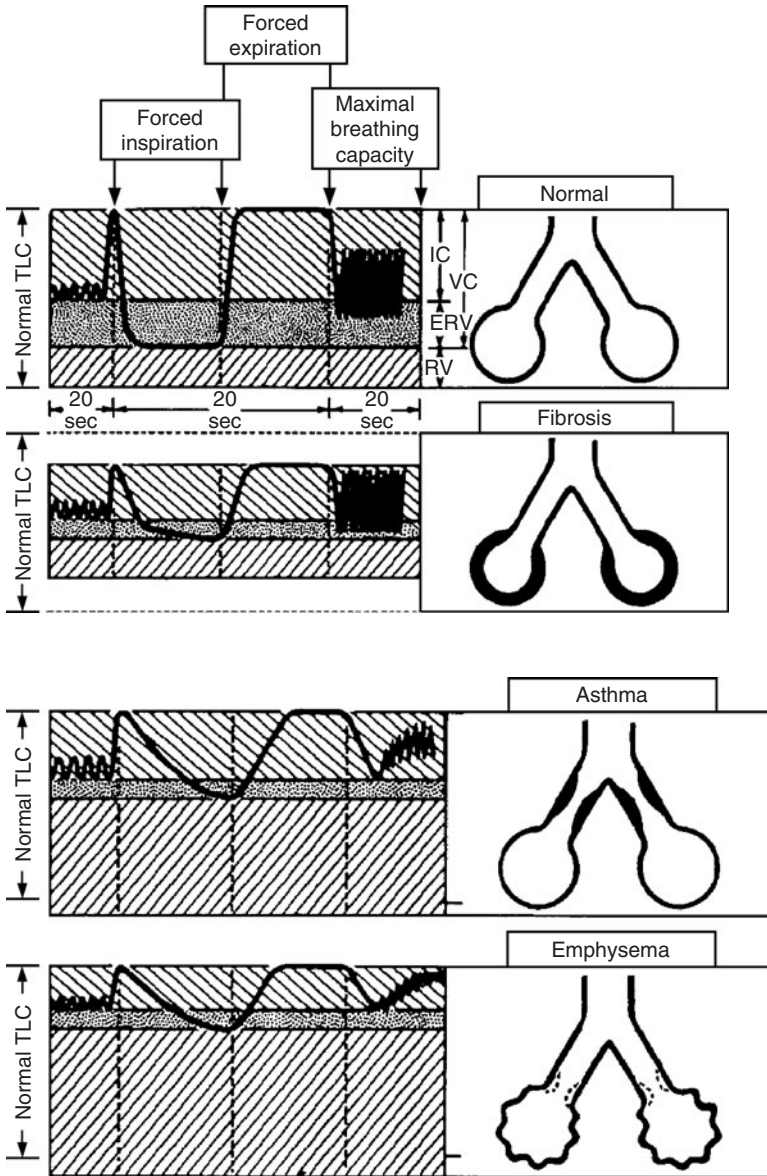 Forced
expiration
Forced
inspiration
Maximal
breathing
capacity
Normal
Normal TLC
IC
VC
ERV
RV
20
sec
20
sec
20
sec
Fibrosis
Normal TLC
Asthma
Normal TLC
Emphysema
Normal TLC